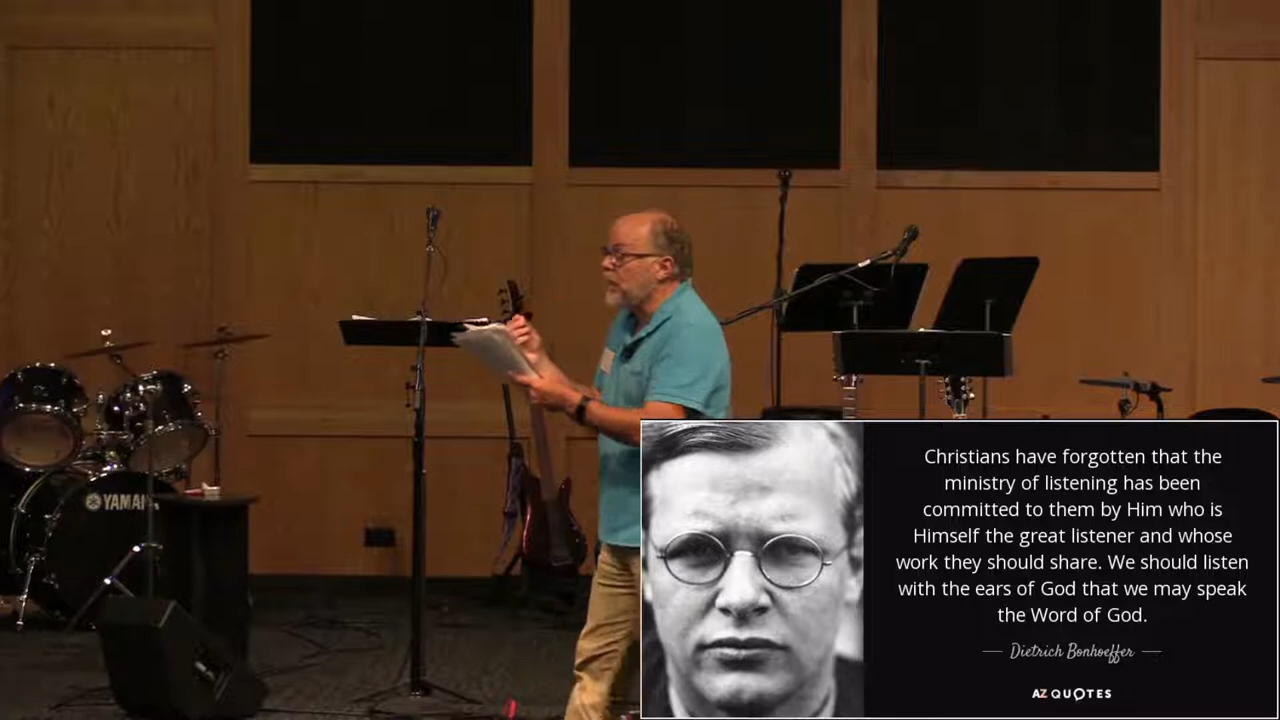 YAMAH
Christians have forgotten that the
ministry of listening has been
committed to them by Him who is
Himself the great listener and whose
work they should share. We should listen
with the ears of God that we may speak
the Word of God.
Dietrich Bonhoeffer
AZ QUOTES